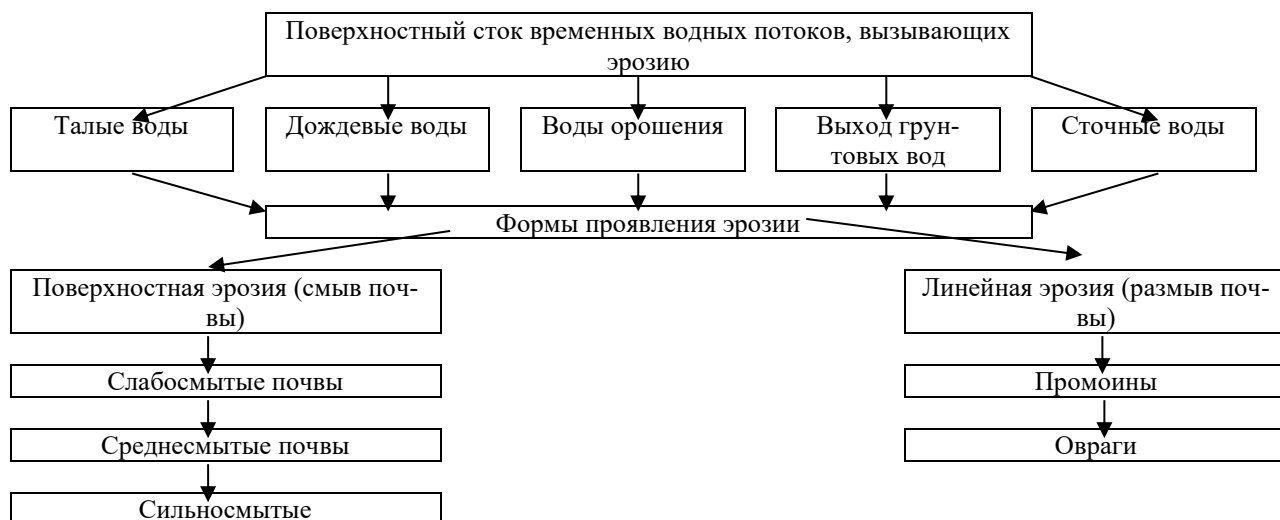 Поверхностный сток временных водных потоков, вызывающих
эрозию
Талые воды
Дождевые воды
Воды орошения
Выход грун-
товых вод
Сточные воды
Формы проявления эрозии
Поверхностная эрозия (смыв поч-
вы)
Линейная эрозия (размыв поч-
вы)
Слабосмытые почвы
Промоины
Среднесмытые почвы
Овраги
Сильносмытые